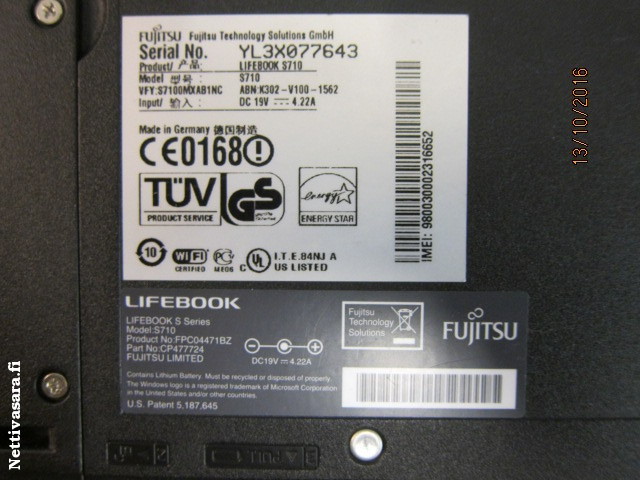 FUJITSU Fujitsu Technology Solutions GmbH
Serial No. YL3X077643
Product/ 产品: LIFEBOOK S710
Model 型号: S710
VFY:S7100MXAB1NC ABN:K302-V100-1562
Input/ 输入: DC 19V 4.22A
Made in Germany 德国制造
CE0168!
TÜV GS
PRODUCT SERVICE
energy
ENERGY STAR
10 WiFi CERTIFIED
c UL I.T.E.84NJ A
US LISTED
IMEI: 980030002316652
13/10/2016
LIFEBOOK
LIFEBOOK S Series
Model:S710
Product No:FPC04471BZ
Part No:CP477724
FUJITSU LIMITED
DC19V 4.22A
Fujitsu
Technology
Solutions
FUJITSU
Contains Lithium Battery. Must be recycled or disposed of properly.
The Windows logo is a registered trademark of Microsoft Corporation
in the United States and/or other countries.
U.S. Patent 5,187,645
Nettivasara.fi